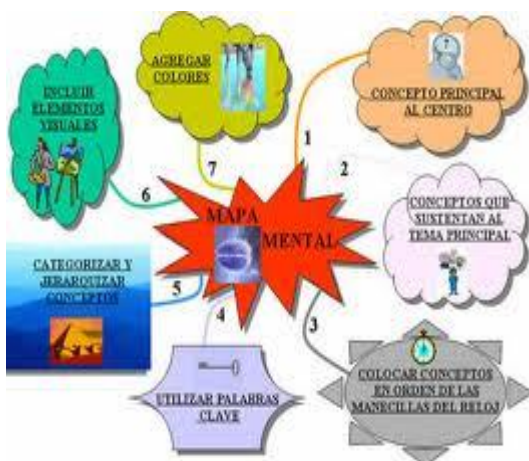 MAPA
MENTAL
1
CONCEPTO PRINCIPAL
AL CENTRO
2
CONCEPTOS QUE
SUSTENTAN AL
TEMA PRINCIPAL
3
COLOCAR CONCEPTOS
EN ORDEN DE LAS
MANECILLAS DEL RELOJ
4
UTILIZAR PALABRAS
CLAVE
5
CATEGORIZAR Y
JERARQUIZAR
CONCEPTOS
6
INCLUIR
ELEMENTOS
VISUALES
7
AGREGAR
COLORES